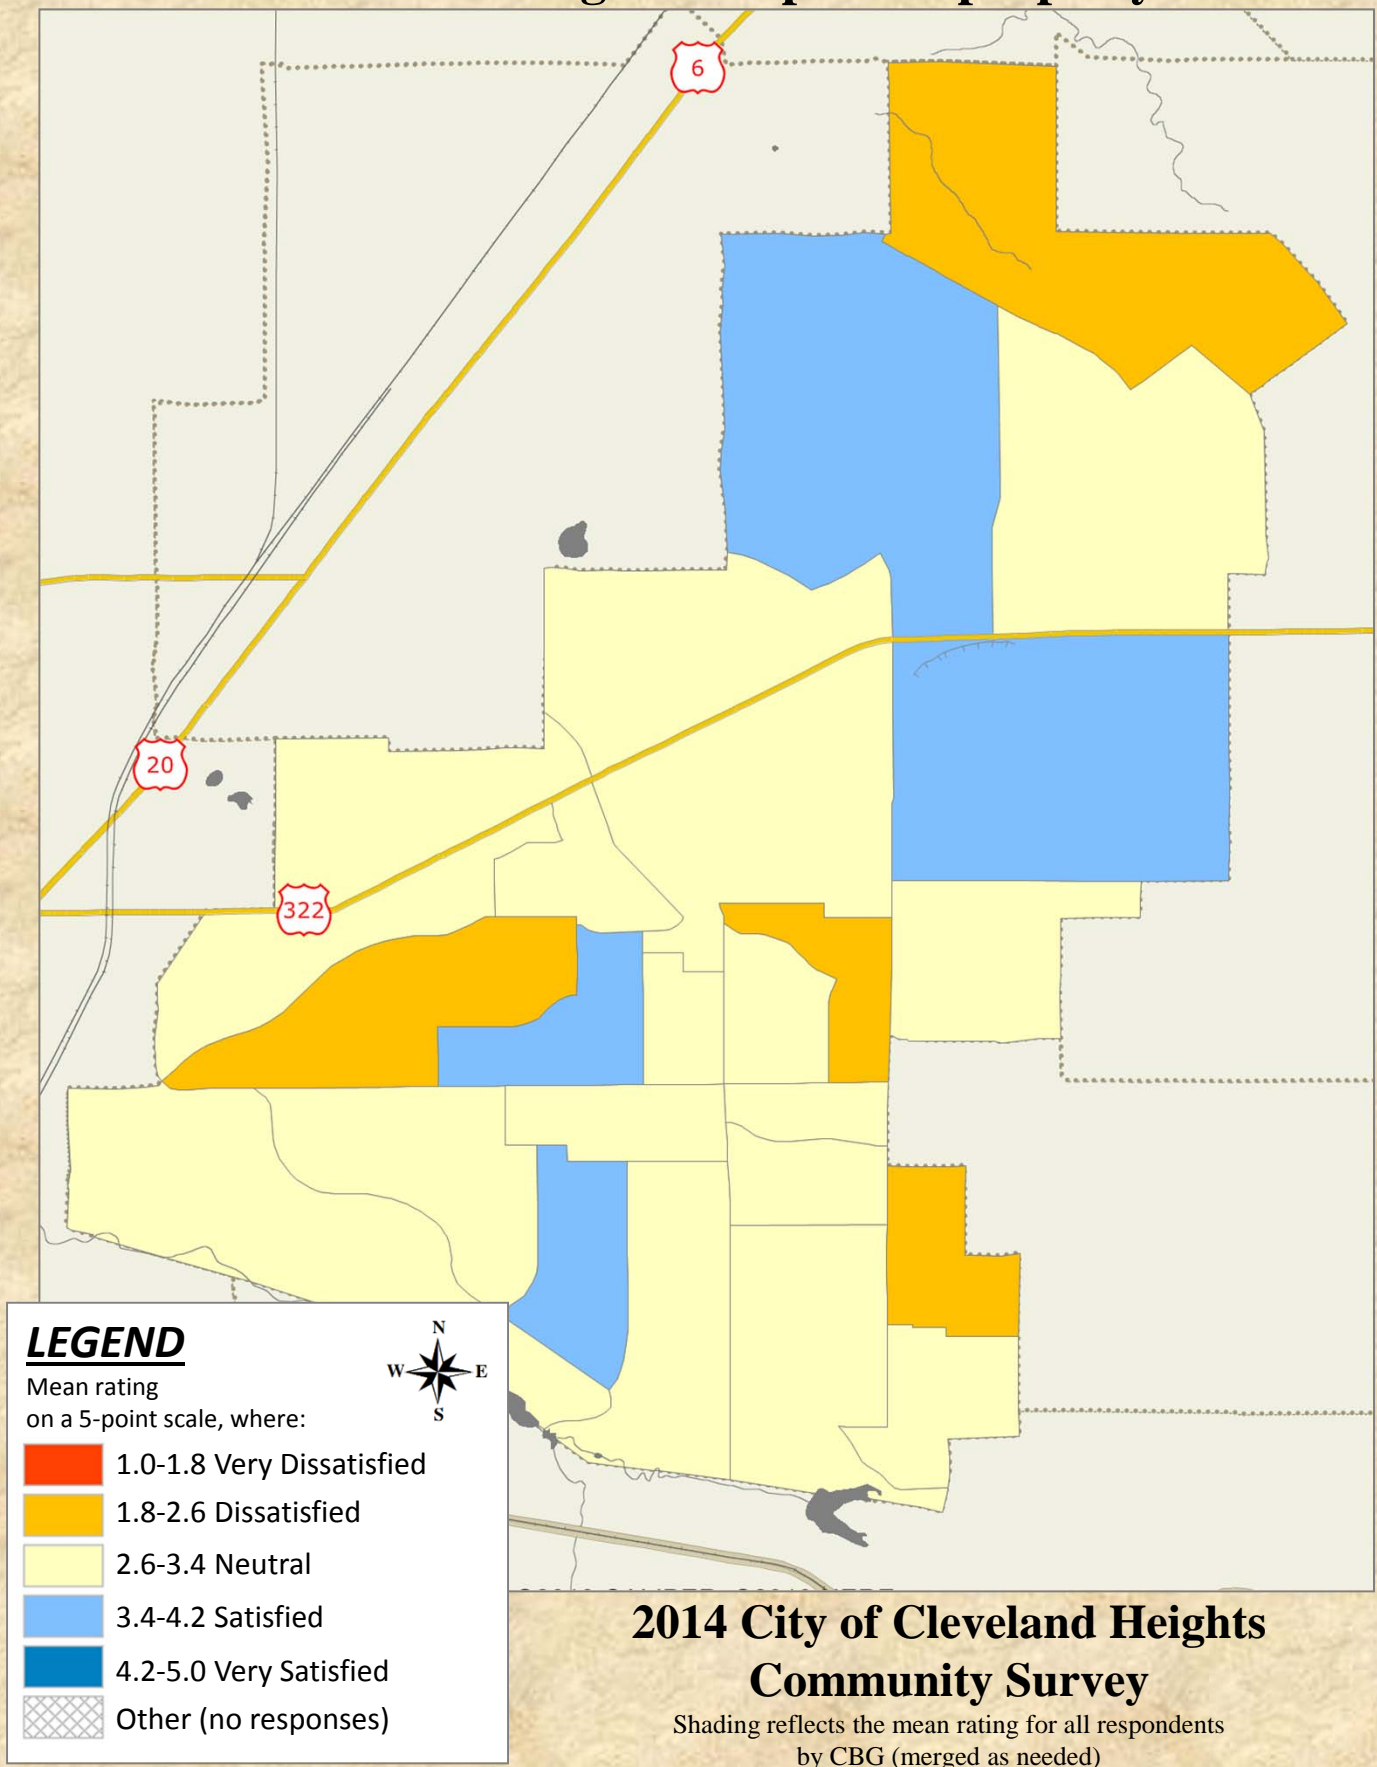 6
20
322
LEGEND
N
W E
S
Mean rating
on a 5-point scale, where:
1.0-1.8 Very Dissatisfied
1.8-2.6 Dissatisfied
2.6-3.4 Neutral
3.4-4.2 Satisfied
4.2-5.0 Very Satisfied
Other (no responses)
2014 City of Cleveland Heights
Community Survey
Shading reflects the mean rating for all respondents
by CBG (merged as needed)